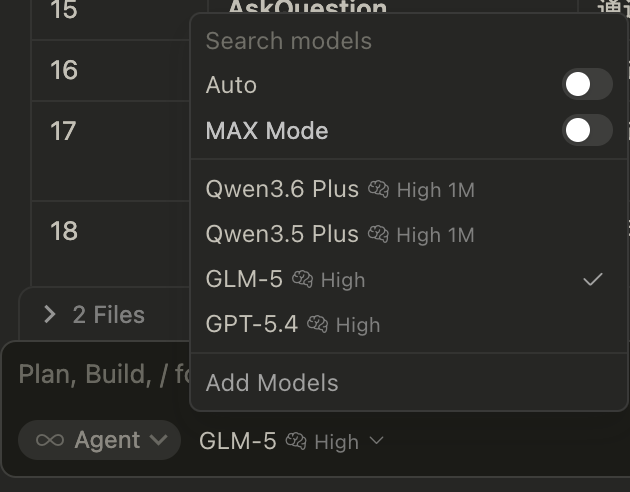 15
AskQuestion
通
16
17
18
Search models
Auto
MAX Mode
Qwen3.6 Plus High 1M
Qwen3.5 Plus High 1M
GLM-5 High
GPT-5.4 High
Add Models
2 Files
Plan, Build, / fo
Agent GLM-5 High